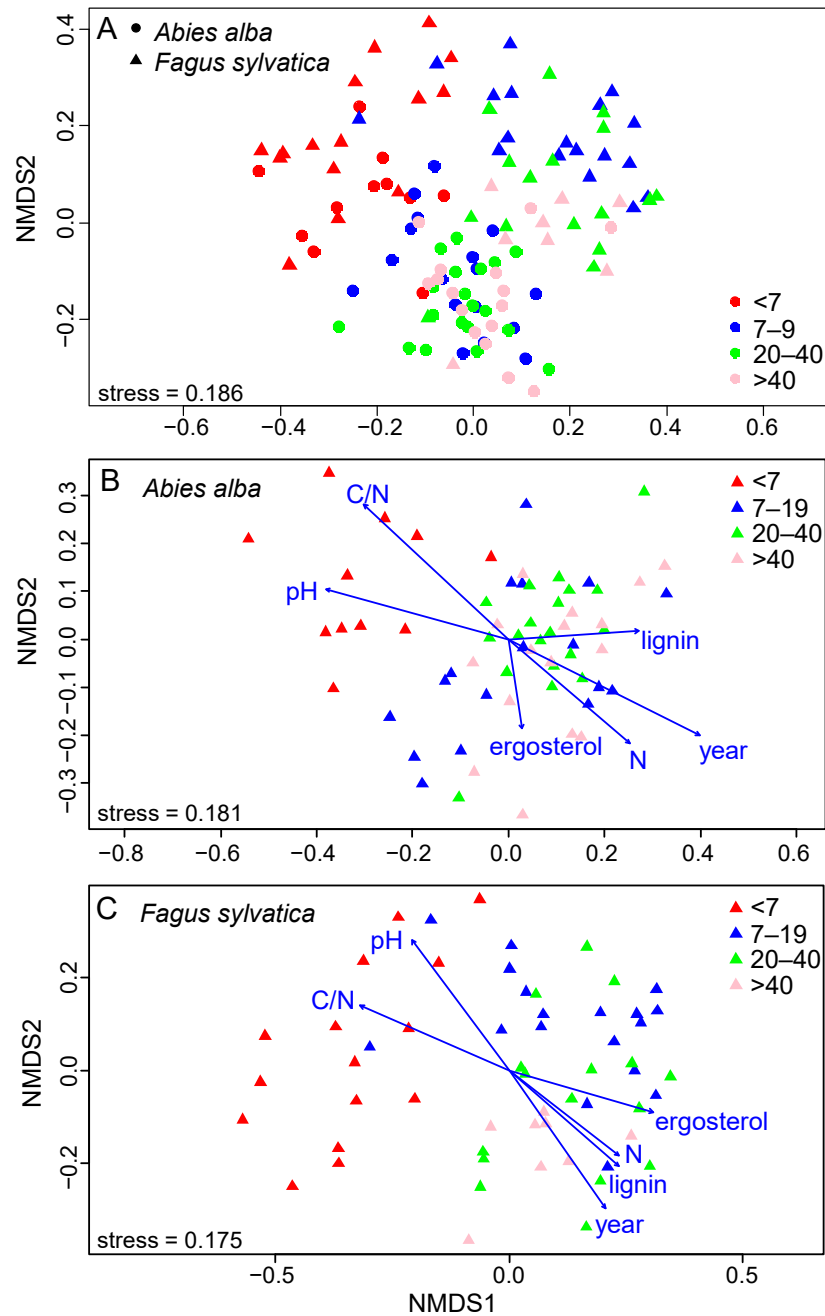 A
Abies alba
Fagus sylvatica
NMDS2
0.4
0.2
0.0
−0.2
<7
7–9
20–40
>40
stress = 0.186
−0.6 −0.4 −0.2 0.0 0.2 0.4 0.6
B
Abies alba
NMDS2
0.3
0.2
0.1
0.0
−0.1
−0.2
−0.3
C/N
pH
lignin
ergosterol
N
year
<7
7–19
20–40
>40
stress = 0.181
−0.8 −0.6 −0.4 −0.2 0.0 0.2 0.4 0.6
C
Fagus sylvatica
NMDS2
0.2
0.0
−0.2
pH
C/N
ergosterol
N
lignin
year
<7
7–19
20–40
>40
stress = 0.175
−0.5 0.0 0.5
NMDS1